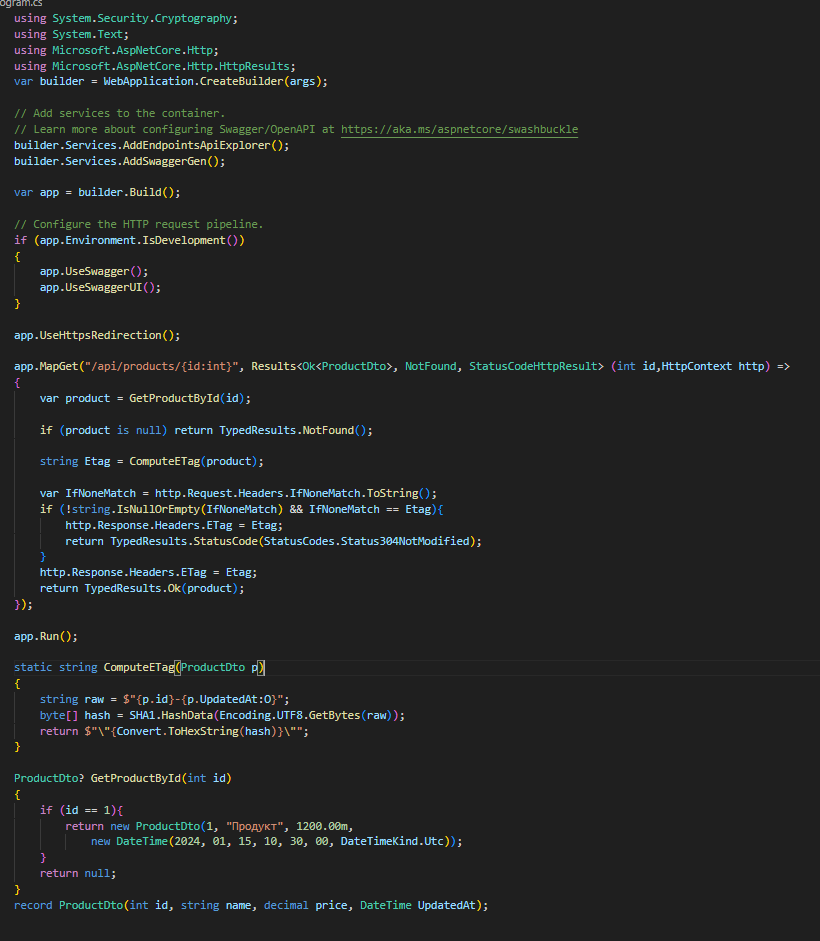 ogram.cs
using System.Security.Cryptography;
using System.Text;
using Microsoft.AspNetCore.Http;
using Microsoft.AspNetCore.Http.HttpResults;
var builder = WebApplication.CreateBuilder(args);

// Add services to the container.
// Learn more about configuring Swagger/OpenAPI at https://aka.ms/aspnetcore/swashbuckle
builder.Services.AddEndpointsApiExplorer();
builder.Services.AddSwaggerGen();

var app = builder.Build();

// Configure the HTTP request pipeline.
if (app.Environment.IsDevelopment())
{
    app.UseSwagger();
    app.UseSwaggerUI();
}

app.UseHttpsRedirection();

app.MapGet("/api/products/{id:int}", Results<Ok<ProductDto>, NotFound, StatusCodeHttpResult> (int id,HttpContext http) =>
{
    var product = GetProductById(id);

    if (product is null) return TypedResults.NotFound();

    string Etag = ComputeETag(product);

    var IfNoneMatch = http.Request.Headers.IfNoneMatch.ToString();
    if (!string.IsNullOrEmpty(IfNoneMatch) && IfNoneMatch == Etag){
        http.Response.Headers.ETag = Etag;
        return TypedResults.StatusCode(StatusCodes.Status304NotModified);
    }
    http.Response.Headers.ETag = Etag;
    return TypedResults.Ok(product);
});

app.Run();

static string ComputeETag(ProductDto p)
{
    string raw = $"{p.id}-{p.UpdatedAt:O}";
    byte[] hash = SHA1.HashData(Encoding.UTF8.GetBytes(raw));
    return $"\"{Convert.ToHexString(hash)}\"";
}

ProductDto? GetProductById(int id)
{
    if (id == 1){
        return new ProductDto(1, "Продукт", 1200.00m,
            new DateTime(2024, 01, 15, 10, 30, 00, DateTimeKind.Utc));
    }
    return null;
}
record ProductDto(int id, string name, decimal price, DateTime UpdatedAt);